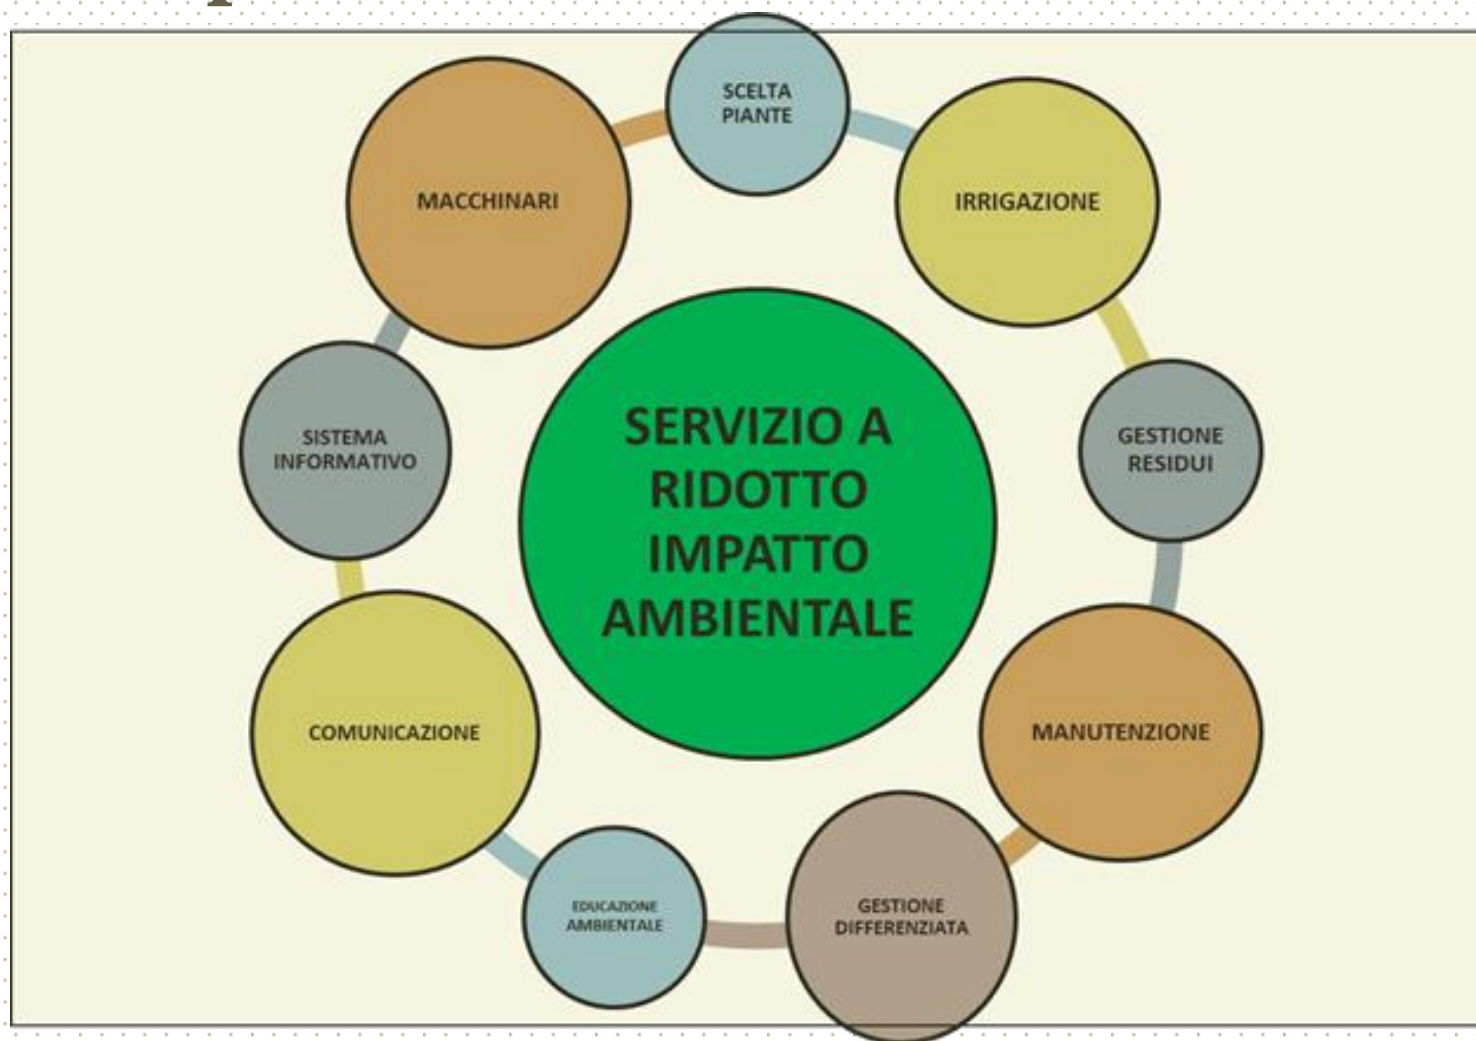 SCELTA
PIANTE
IRRIGAZIONE
GESTIONE
RESIDUI
MANUTENZIONE
GESTIONE
DIFFERENZIATA
EDUCAZIONE
AMBIENTALE
COMUNICAZIONE
SISTEMA
INFORMATIVO
MACCHINARI
SERVIZIO A
RIDOTTO
IMPATTO
AMBIENTALE